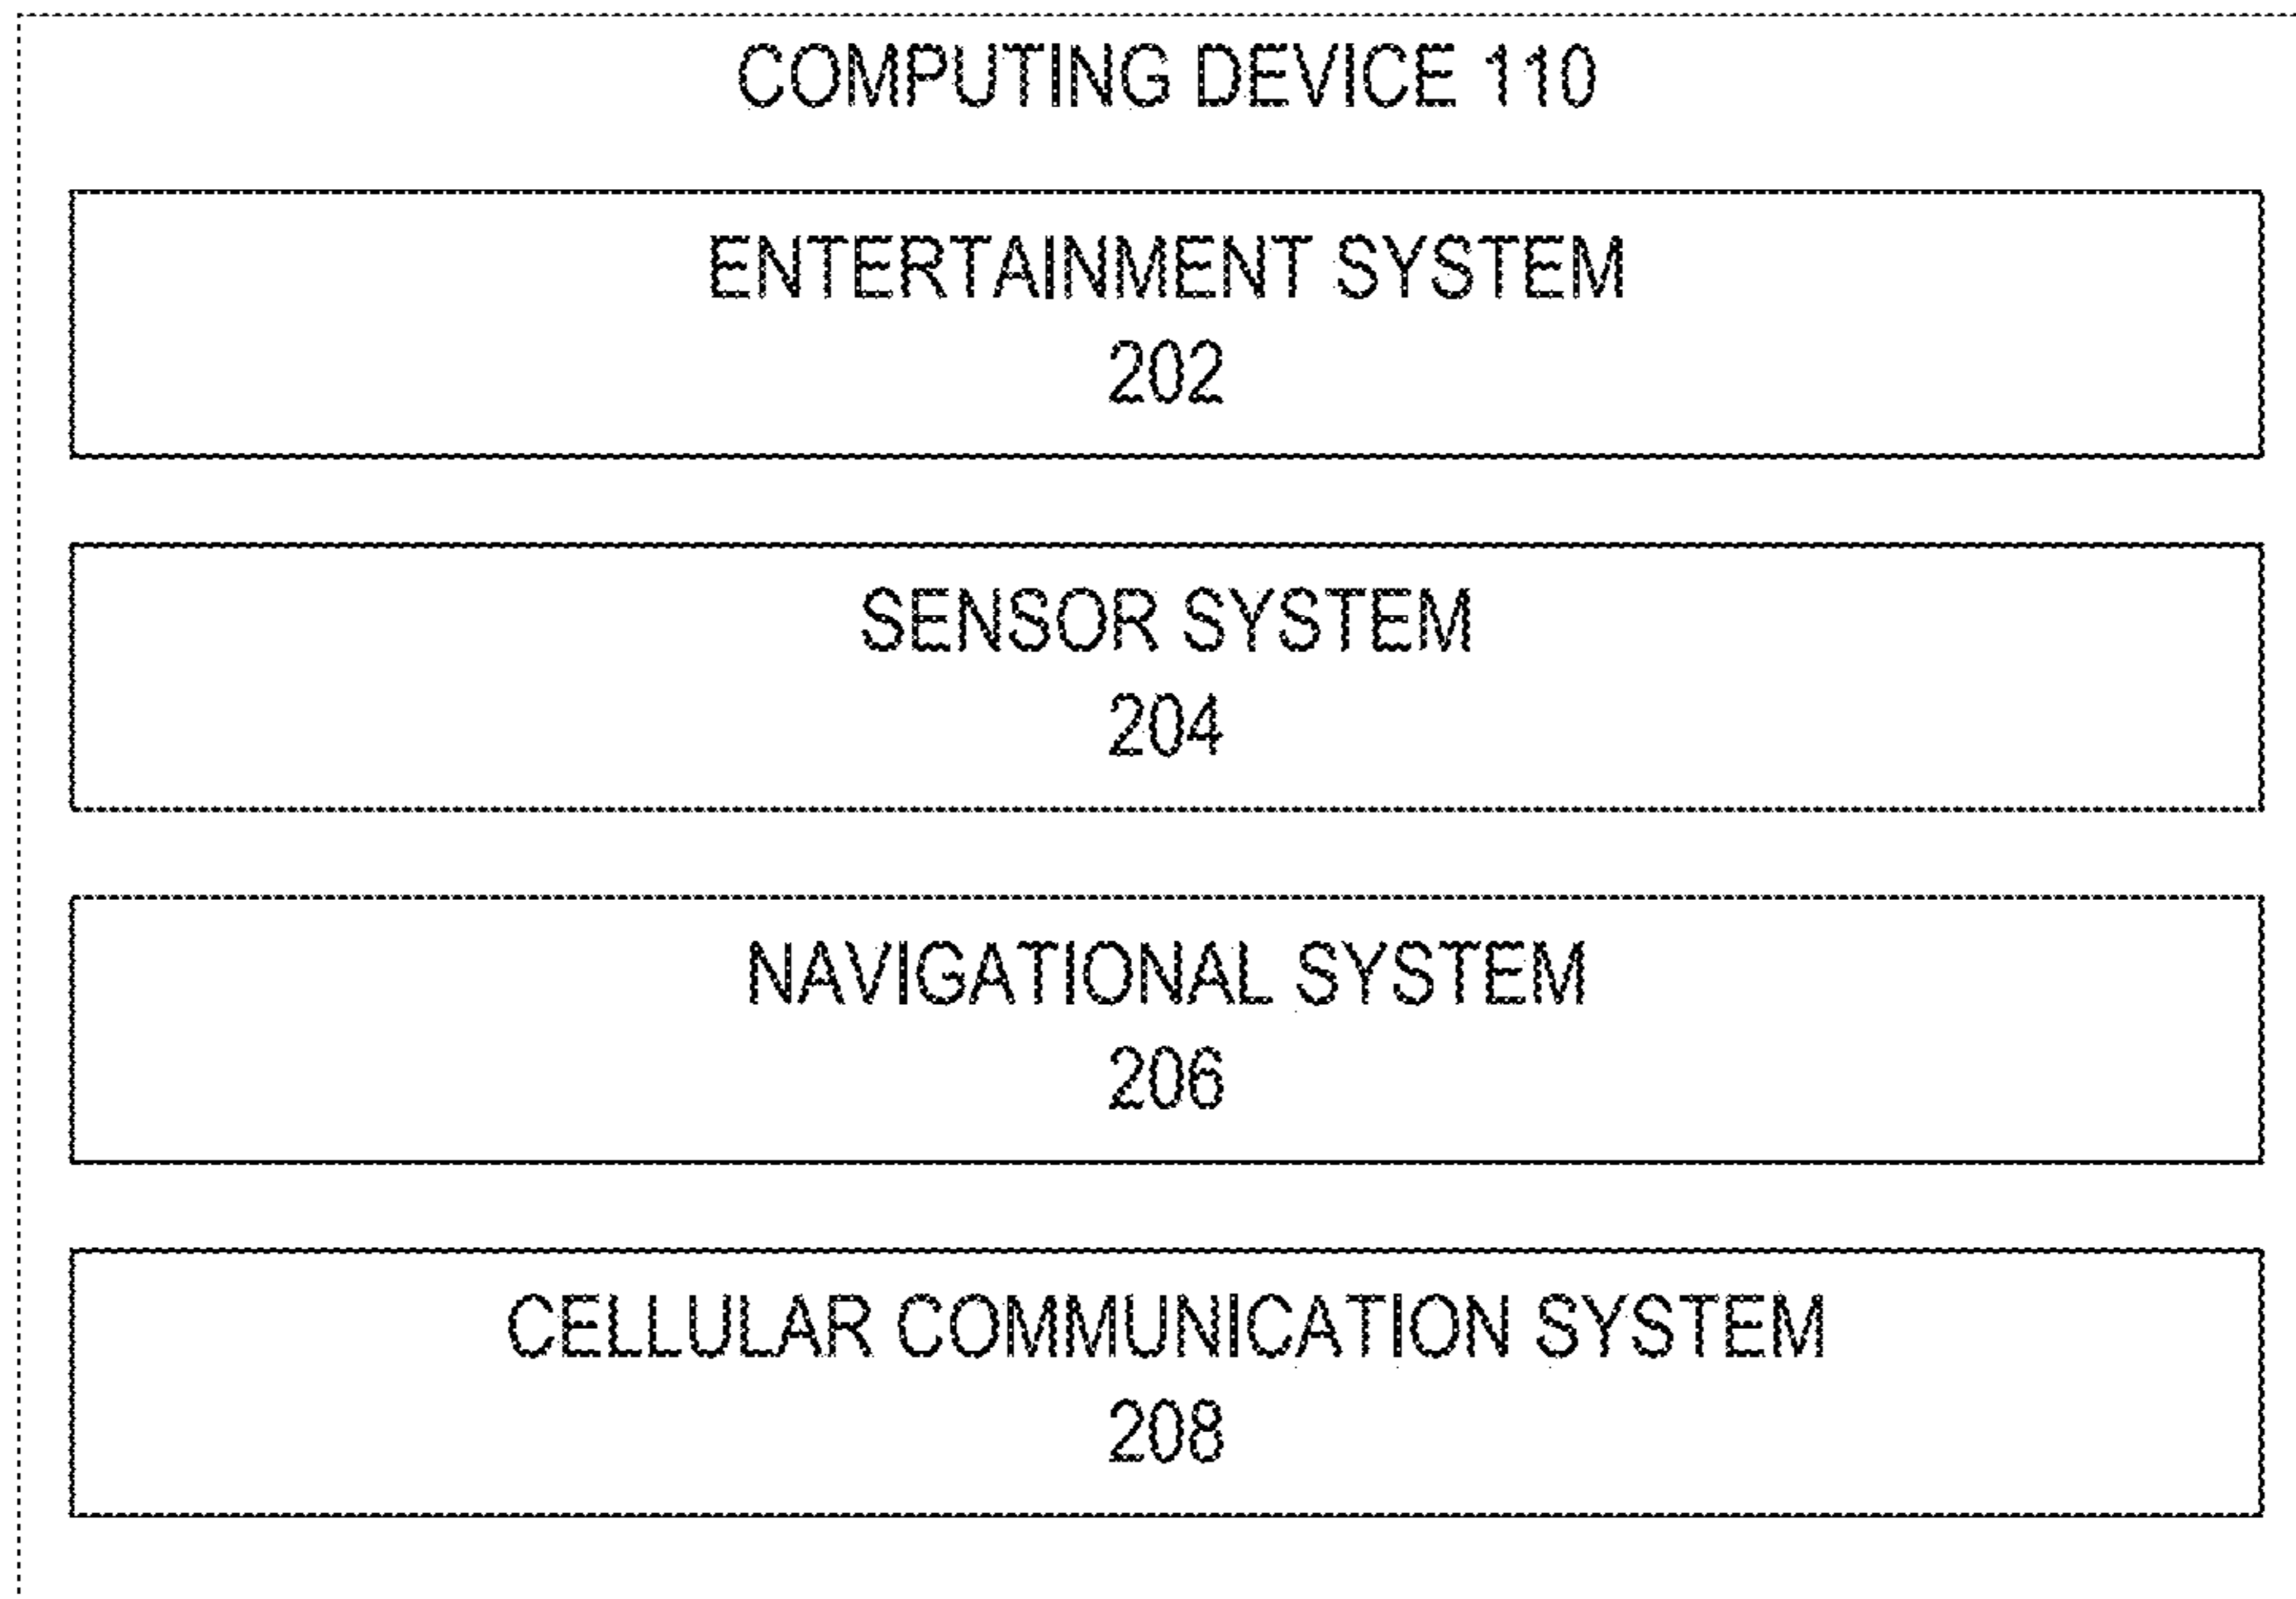 COMPUTING DEVICE 110
ENTERTAINMENT SYSTEM
202
SENSOR SYSTEM
204
NAVIGATIONAL SYSTEM
206
CELLULAR COMMUNICATION SYSTEM
208